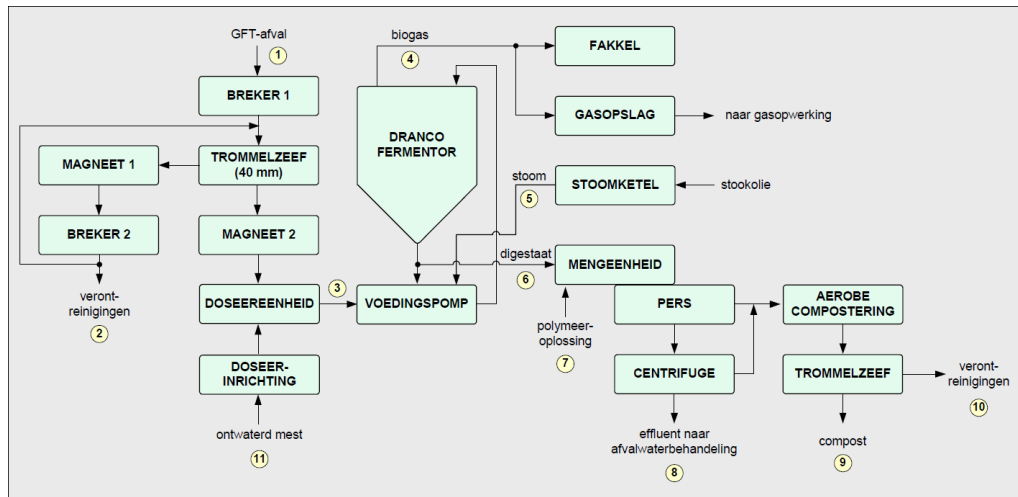 GFT-afval
1
BREKER 1
TROMMELZEEF
(40 mm)
MAGNEET 1
BREKER 2
veront-
reinigingen
2
MAGNEET 2
DOSEEREENHEID
3
DOSEER-
INRICHTING
ontwaterd mest
11
biogas
4
DRANCO
FERMENTOR
VOEDINGSPOMP
FAKKEL
GASOPSLAG
naar gasopwerking
stoom
5
STOOMKETEL
stookolie
digestaat
6
MENGEENHEID
polymeer-
oplossing
7
PERS
CENTRIFUGE
effluent naar
afvalwaterbehandeling
8
AEROBE
COMPOSTERING
TROMMELZEEF
veront-
reinigingen
10
compost
9